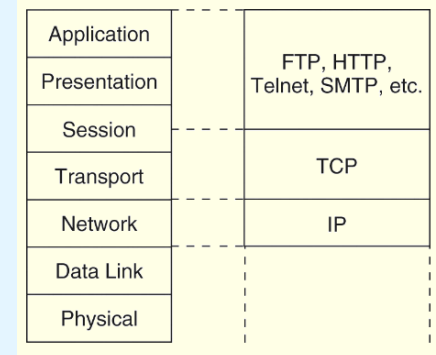 Application
Presentation
Session
Transport
Network
Data Link
Physical
FTP, HTTP,
Telnet, SMTP, etc.
TCP
IP